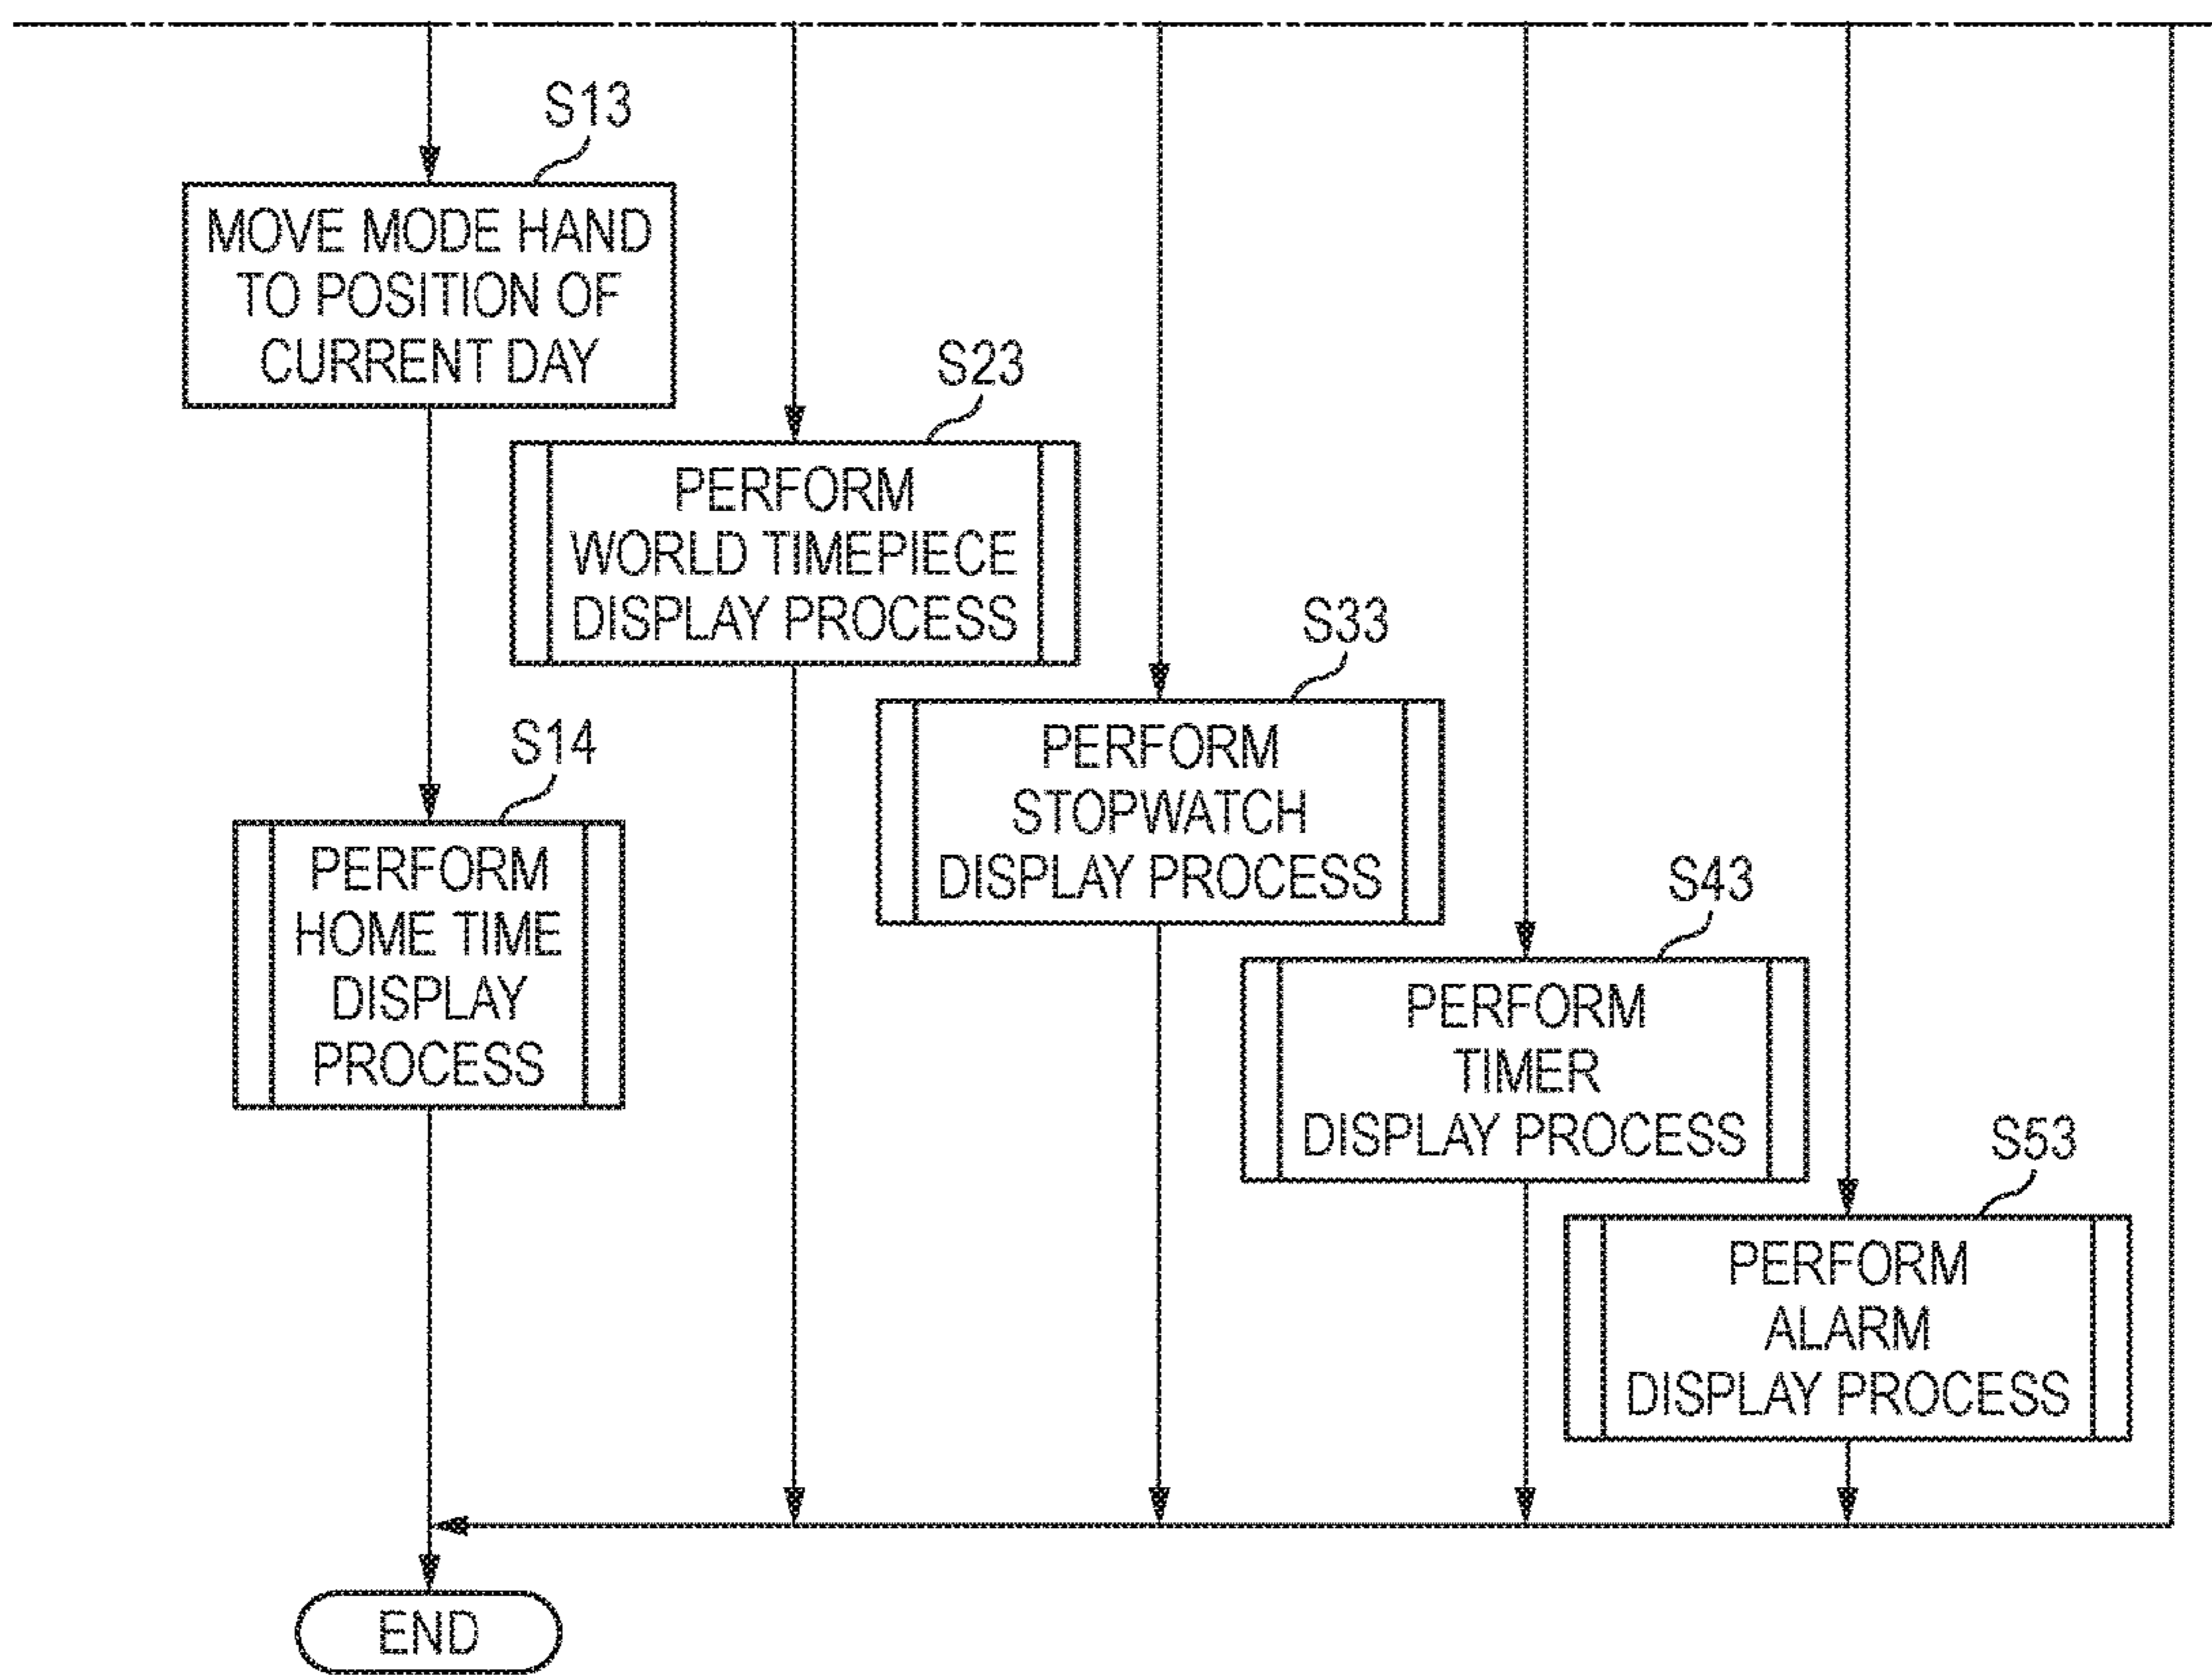 S13
MOVE MODE HAND
TO POSITION OF
CURRENT DAY
S23
PERFORM
WORLD TIMEPIECE
DISPLAY PROCESS
S33
PERFORM
STOPWATCH
DISPLAY PROCESS
S14
PERFORM
HOME TIME
DISPLAY
PROCESS
S43
PERFORM
TIMER
DISPLAY PROCESS
S53
PERFORM
ALARM
DISPLAY PROCESS
END